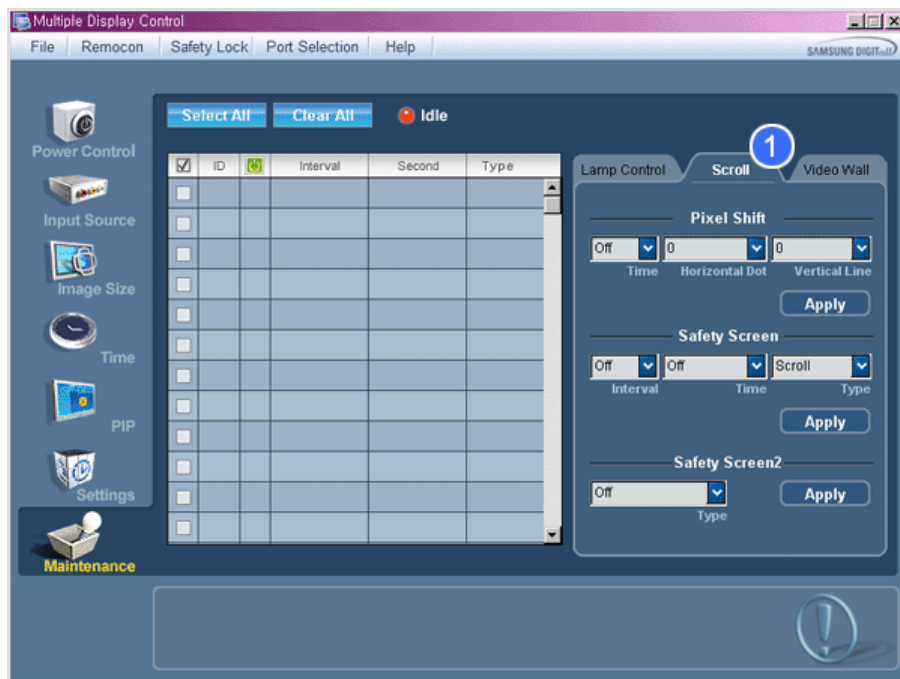 Multiple Display Control
File Remocon Safety Lock Port Selection Help
SAMSUNG DIGITall
Power Control
Input Source
Image Size
Time
PIP
Settings
Maintenance
Select All Clear All Idle
ID Interval Second Type
1
Lamp Control Scroll Video Wall
Pixel Shift
Off 0 0
Time Horizontal Dot Vertical Line
Apply
Safety Screen
Off Off Scroll
Interval Time Type
Apply
Safety Screen2
Off Apply
Type